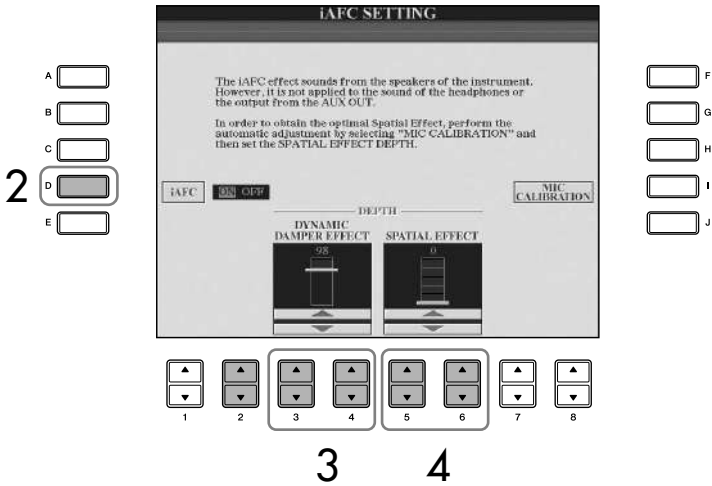 iAFC SETTING
A
F
The iAFC effect sounds from the speakers of the instrument.
However, it is not applied to the sound of the headphones or
the output from the AUX OUT.
B
G
In order to obtain the optimal Spatial Effect, perform the
automatic adjustment by selecting "MIC CALIBRATION" and
then set the SPATIAL EFFECT DEPTH.
C
H
2
D
iAFC
ON OFF
MIC
CALIBRATION
I
E
J
DEPTH
DYNAMIC
DAMPER EFFECT
SPATIAL EFFECT
98
0
1 2 3 4 5 6 7 8
3 4